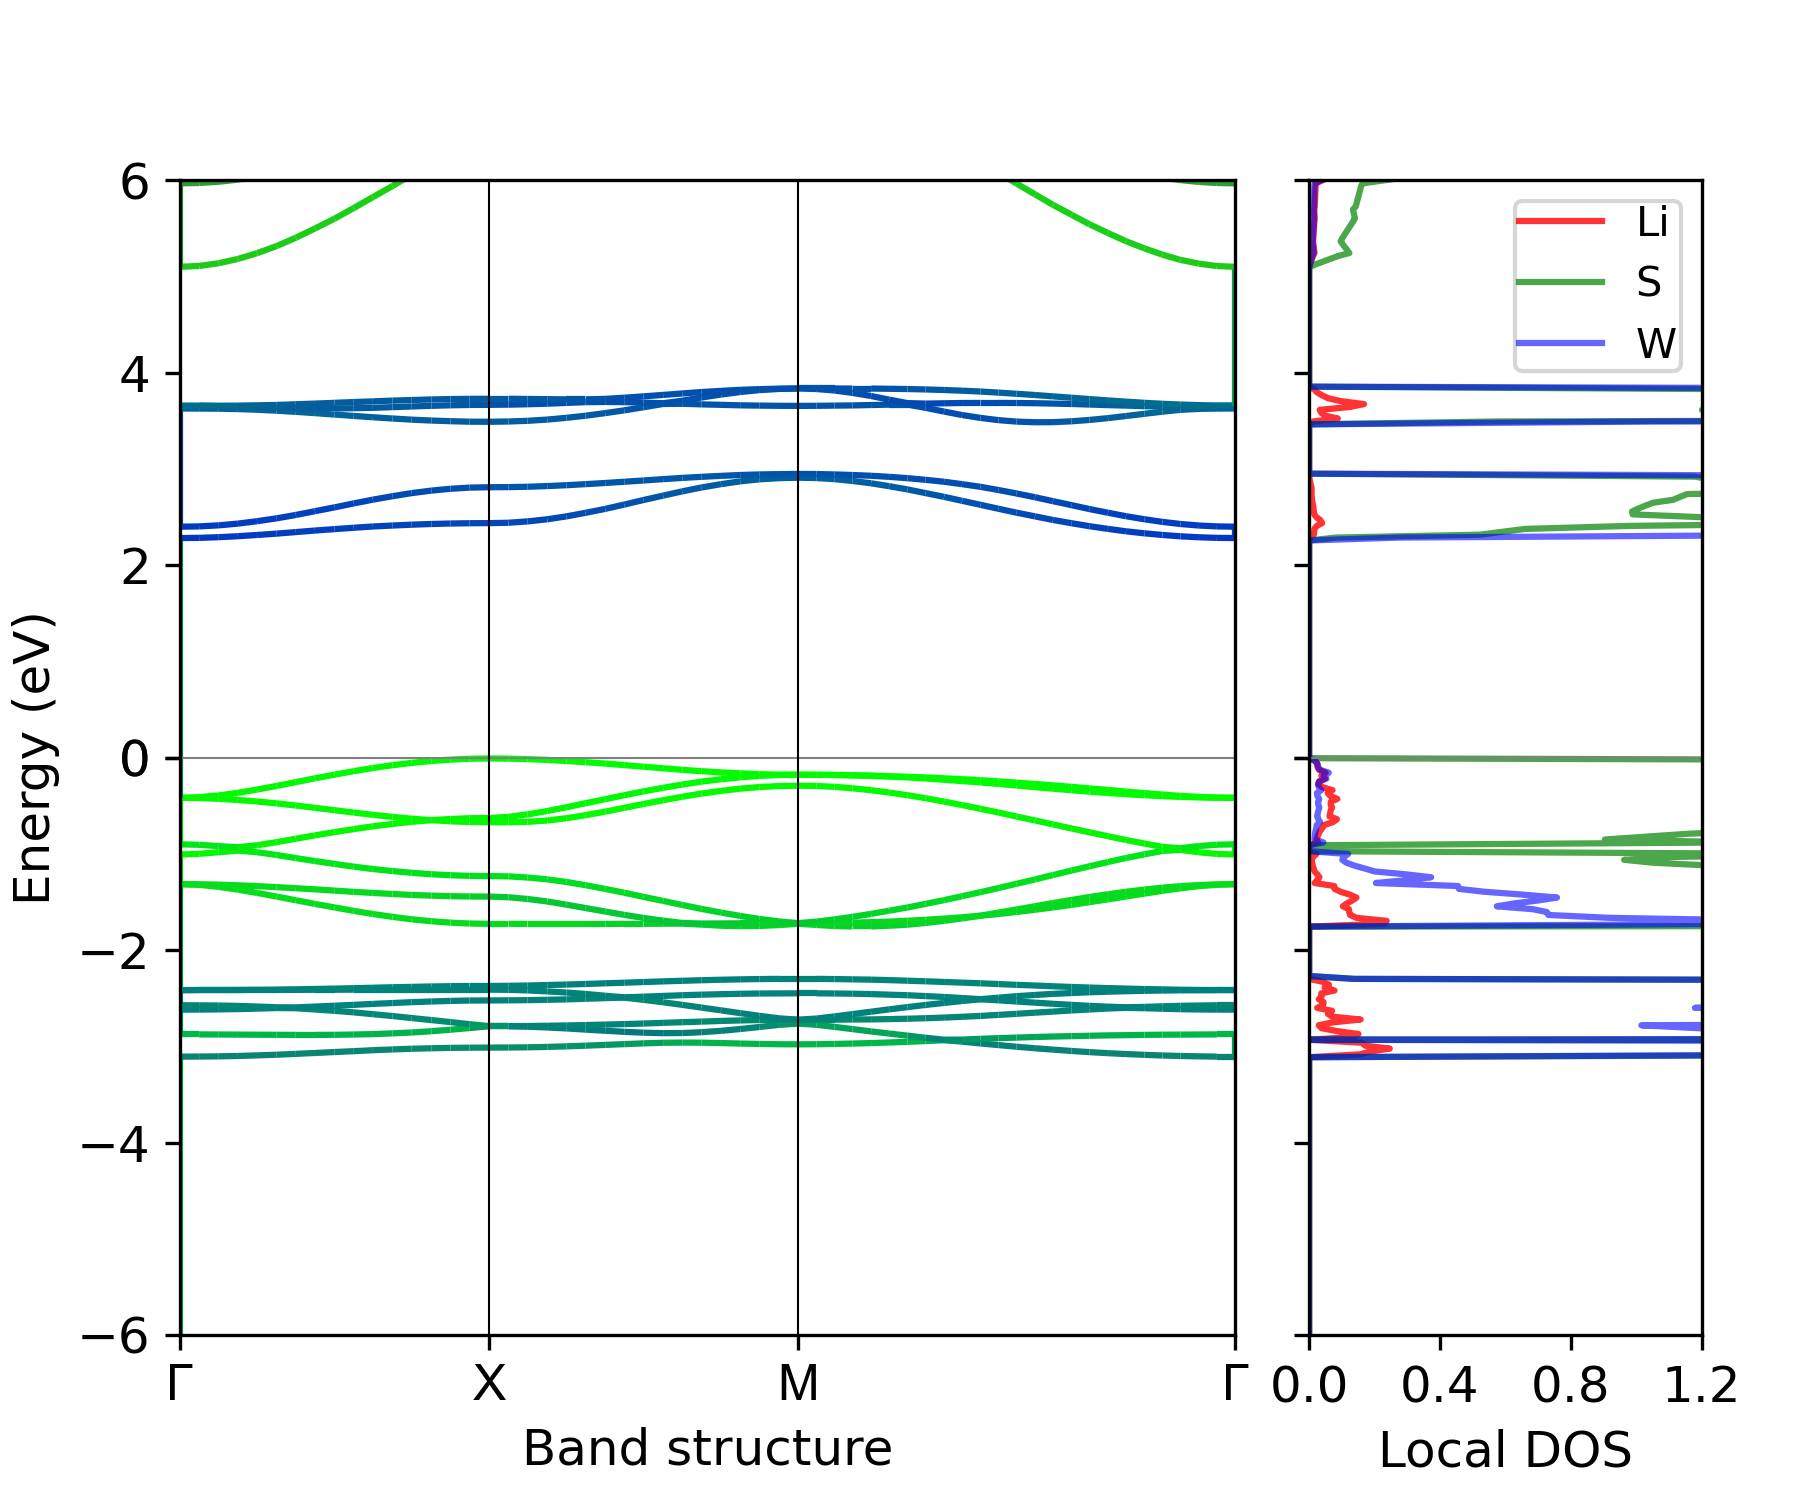 6
4
2
0
−2
−4
−6
Energy (eV)
Γ X M Γ
Band structure
Li
S
W
0.0 0.4 0.8 1.2
Local DOS